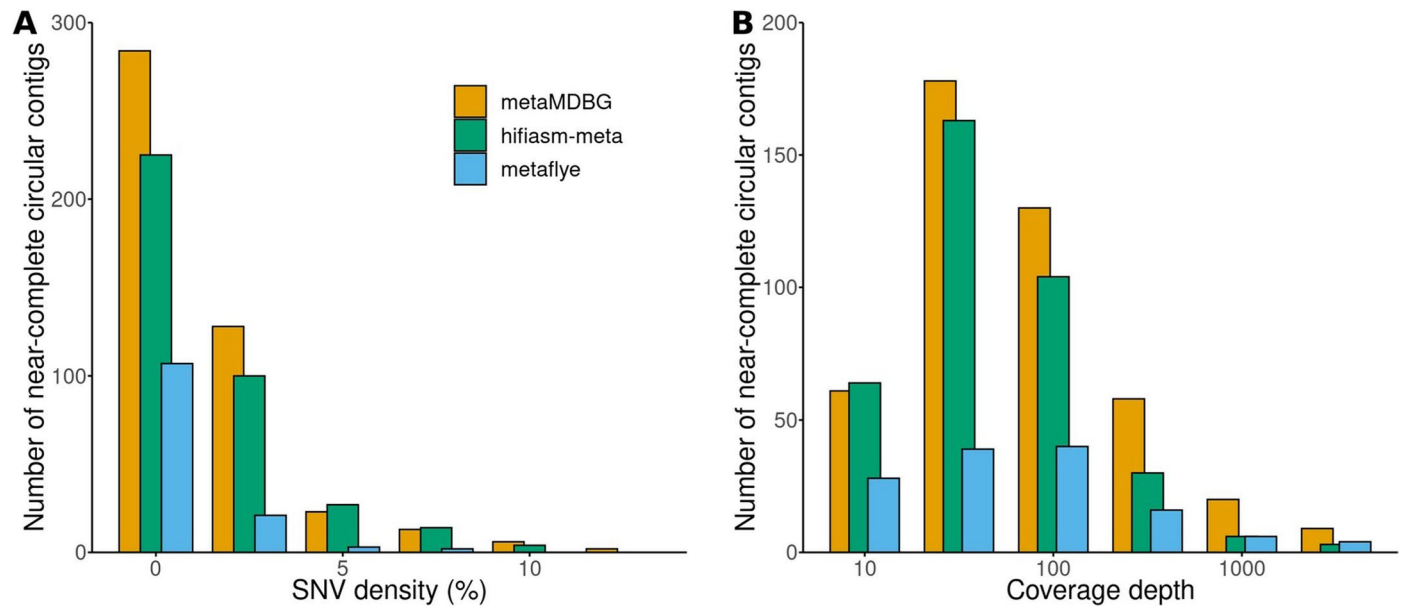 A
Number of near-complete circular contigs
300
200
100
0
metaMDBG
hifiasm-meta
metaflye
0
5
10
SNV density (%)
B
Number of near-complete circular contigs
200
150
100
50
0
10
100
1000
Coverage depth